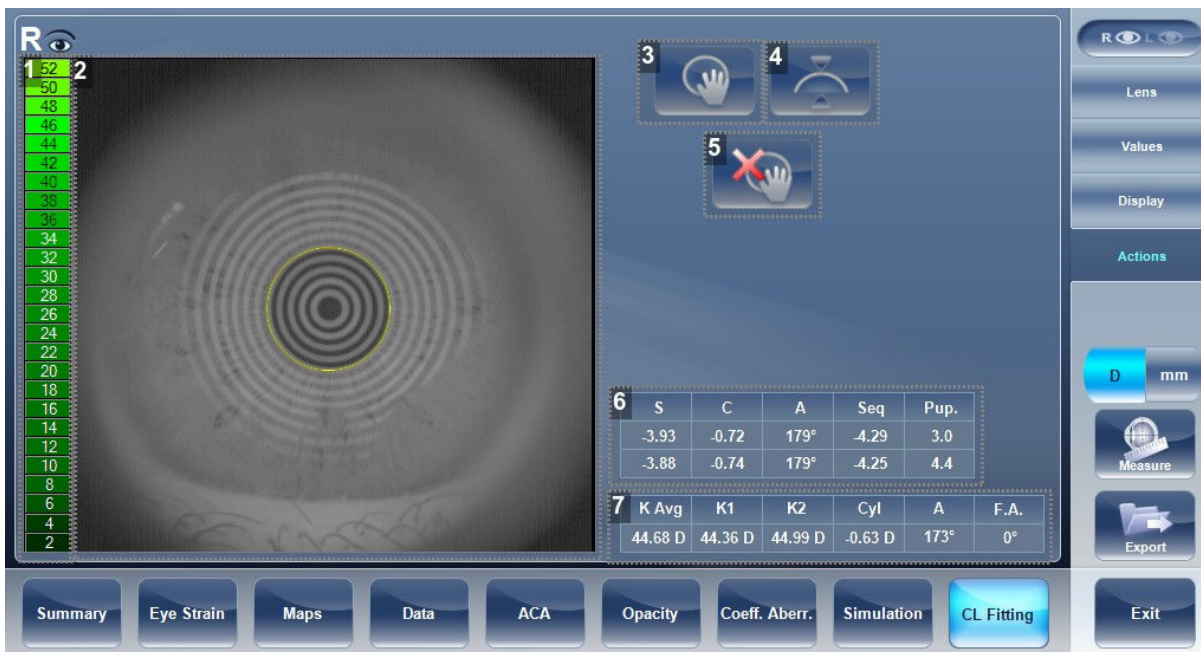 R
R L
1 2
52
50
48
46
44
42
40
38
36
34
32
30
28
26
24
22
20
18
16
14
12
10
8
6
4
2
3
4
5
6
S C A Seq Pup.
-3.93 -0.72 179° -4.29 3.0
-3.88 -0.74 179° -4.25 4.4
7
K Avg K1 K2 Cyl A F.A.
44.68 D 44.36 D 44.99 D -0.63 D 173° 0°
Lens
Values
Display
Actions
D mm
Measure
Export
Summary Eye Strain Maps Data ACA Opacity Coeff. Aberr. Simulation CL Fitting Exit